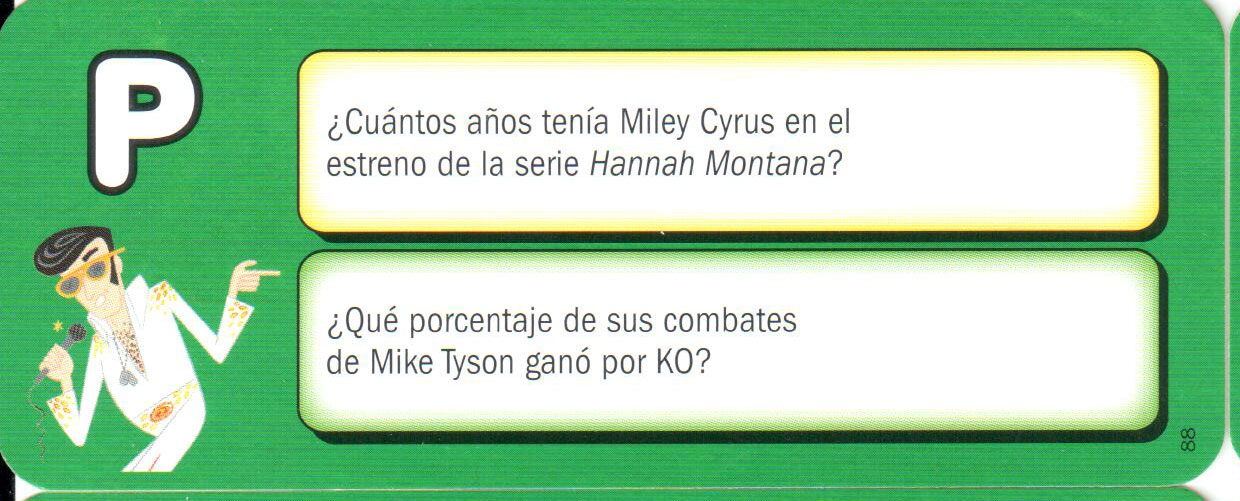 P
¿Cuántos años tenía Miley Cyrus en el
estreno de la serie Hannah Montana?
¿Qué porcentaje de sus combates
de Mike Tyson ganó por KO?
88